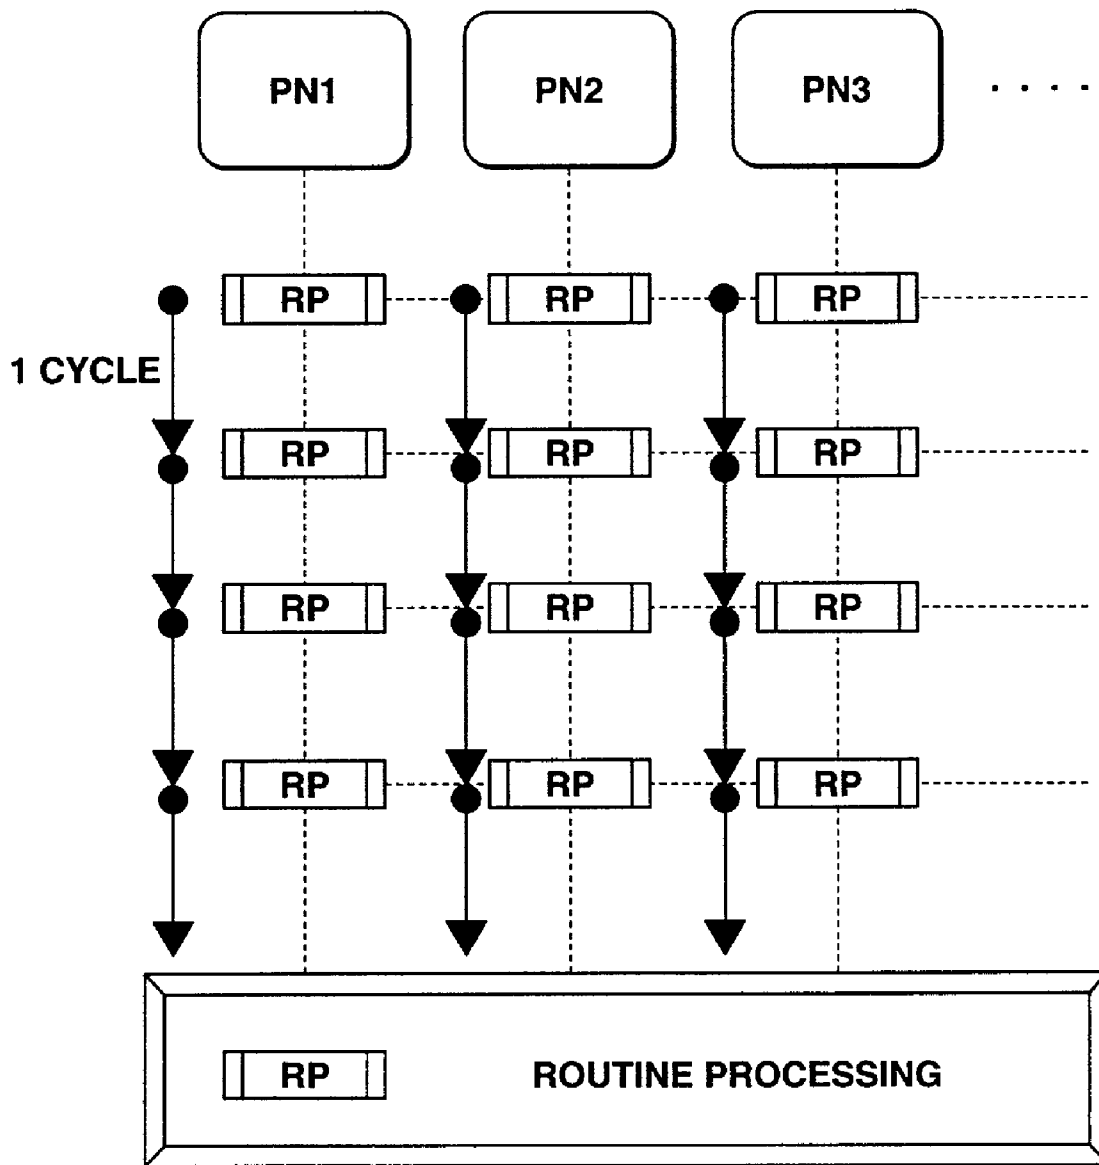 PN1 PN2 PN3 . . . .
RP RP RP
1 CYCLE
RP RP RP
RP RP RP
RP RP RP
RP ROUTINE PROCESSING